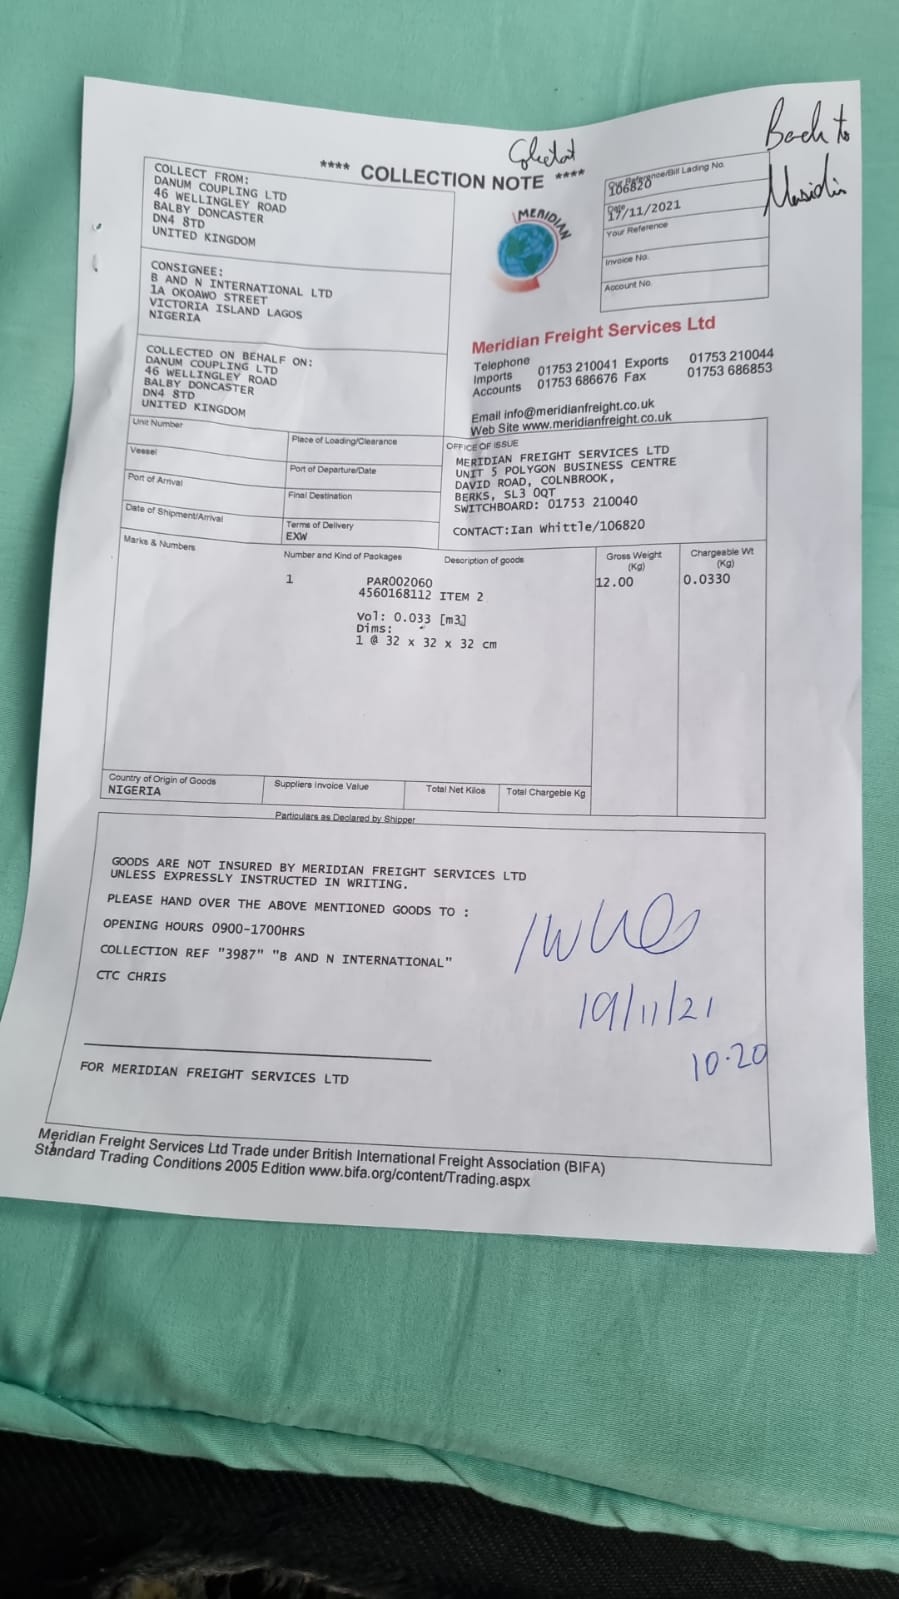 Back to
**** COLLECTION NOTE ****
COLLECT FROM:
DANUM COUPLING LTD
46 WELLINGLEY ROAD
BALBY DONCASTER
DN4 8TD
UNITED KINGDOM
Our Reference/Bill Lading No.
106820
Date
17/11/2021
Your Reference
Invoice No.
Account No.
MERIDIAN
CONSIGNEE:
B AND N INTERNATIONAL LTD
1A OKOAWO STREET
VICTORIA ISLAND LAGOS
NIGERIA
Meridian Freight Services Ltd
Telephone
Imports 01753 210041 Exports 01753 210044
Accounts 01753 686676 Fax 01753 686853
Email info@meridianfreight.co.uk
Web Site www.meridianfreight.co.uk
COLLECTED ON BEHALF ON:
DANUM COUPLING LTD
46 WELLINGLEY ROAD
BALBY DONCASTER
DN4 8TD
UNITED KINGDOM
Unit Number
Place of Loading/Clearance
Vessel
Port of Departure/Date
Port of Arrival
Final Destination
Date of Shipment/Arrival
Terms of Delivery
EXW
OFFICE OF ISSUE
MERIDIAN FREIGHT SERVICES LTD
UNIT 5 POLYGON BUSINESS CENTRE
DAVID ROAD, COLNBROOK,
BERKS, SL3 0QT
SWITCHBOARD: 01753 210040
CONTACT:Ian Whittle/106820
Marks & Numbers
Number and Kind of Packages
Description of goods
Gross Weight
(Kg)
Chargeable Wt
(Kg)
1 PAR002060 12.00 0.0330
4560168112 ITEM 2
Vol: 0.033 [m3]
Dims:
1 @ 32 x 32 x 32 cm
Country of Origin of Goods
NIGERIA
Suppliers Invoice Value
Total Net Kilos
Total Chargeable Kg
Particulars as Declared by Shipper
GOODS ARE NOT INSURED BY MERIDIAN FREIGHT SERVICES LTD
UNLESS EXPRESSLY INSTRUCTED IN WRITING.
PLEASE HAND OVER THE ABOVE MENTIONED GOODS TO :
OPENING HOURS 0900-1700HRS
COLLECTION REF "3987" "B AND N INTERNATIONAL"
CTC CHRIS
19/11/21
10.20
FOR MERIDIAN FREIGHT SERVICES LTD
Meridian Freight Services Ltd Trade under British International Freight Association (BIFA)
Standard Trading Conditions 2005 Edition www.bifa.org/content/Trading.aspx